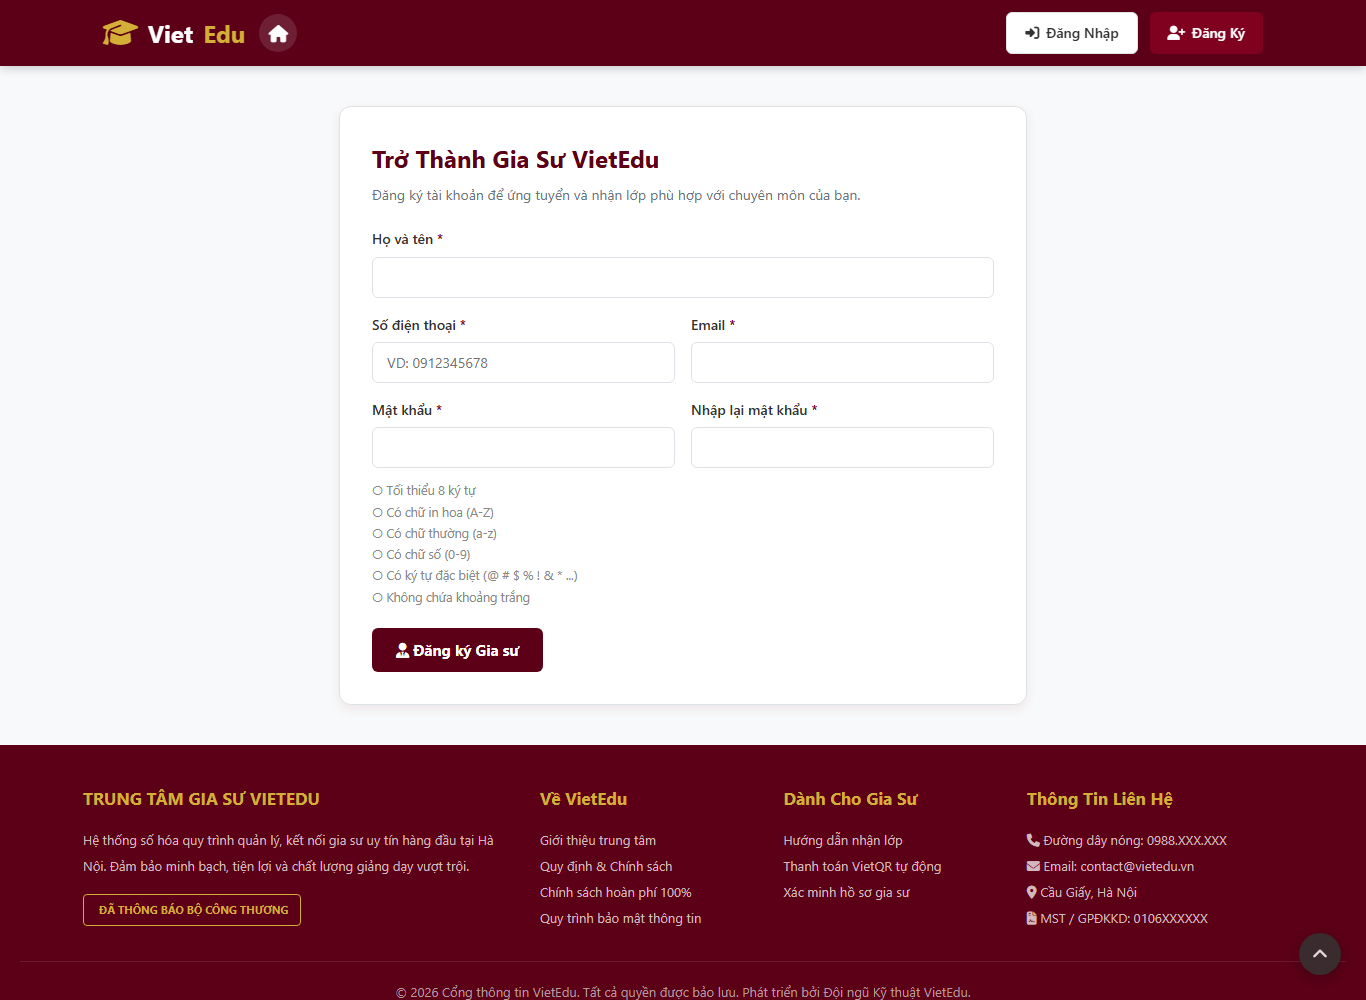 Viet Edu
Đăng Nhập
Đăng Ký
Trở Thành Gia Sư VietEdu
Đăng ký tài khoản để ứng tuyển và nhận lớp phù hợp với chuyên môn của bạn.
Họ và tên *
Số điện thoại *
Email *
VD: 0912345678
Mật khẩu *
Nhập lại mật khẩu *
Tối thiểu 8 ký tự
Có chữ in hoa (A-Z)
Có chữ thường (a-z)
Có chữ số (0-9)
Có ký tự đặc biệt (@ # $ % ! & * ...)
Không chứa khoảng trắng
Đăng ký Gia sư
TRUNG TÂM GIA SƯ VIETEDU
Hệ thống số hóa quy trình quản lý, kết nối gia sư uy tín hàng đầu tại Hà
Nội. Đảm bảo minh bạch, tiện lợi và chất lượng giảng dạy vượt trội.
ĐÃ THÔNG BÁO BỘ CÔNG THƯƠNG
Về VietEdu
Giới thiệu trung tâm
Quy định & Chính sách
Chính sách hoàn phí 100%
Quy trình bảo mật thông tin
Dành Cho Gia Sư
Hướng dẫn nhận lớp
Thanh toán VietQR tự động
Xác minh hồ sơ gia sư
Thông Tin Liên Hệ
Đường dây nóng: 0988.XXX.XXX
Email: contact@vietedu.vn
Cầu Giấy, Hà Nội
MST / GPĐKKD: 0106XXXXXX
© 2026 Cổng thông tin VietEdu. Tất cả quyền được bảo lưu. Phát triển bởi Đội ngũ Kỹ thuật VietEdu.